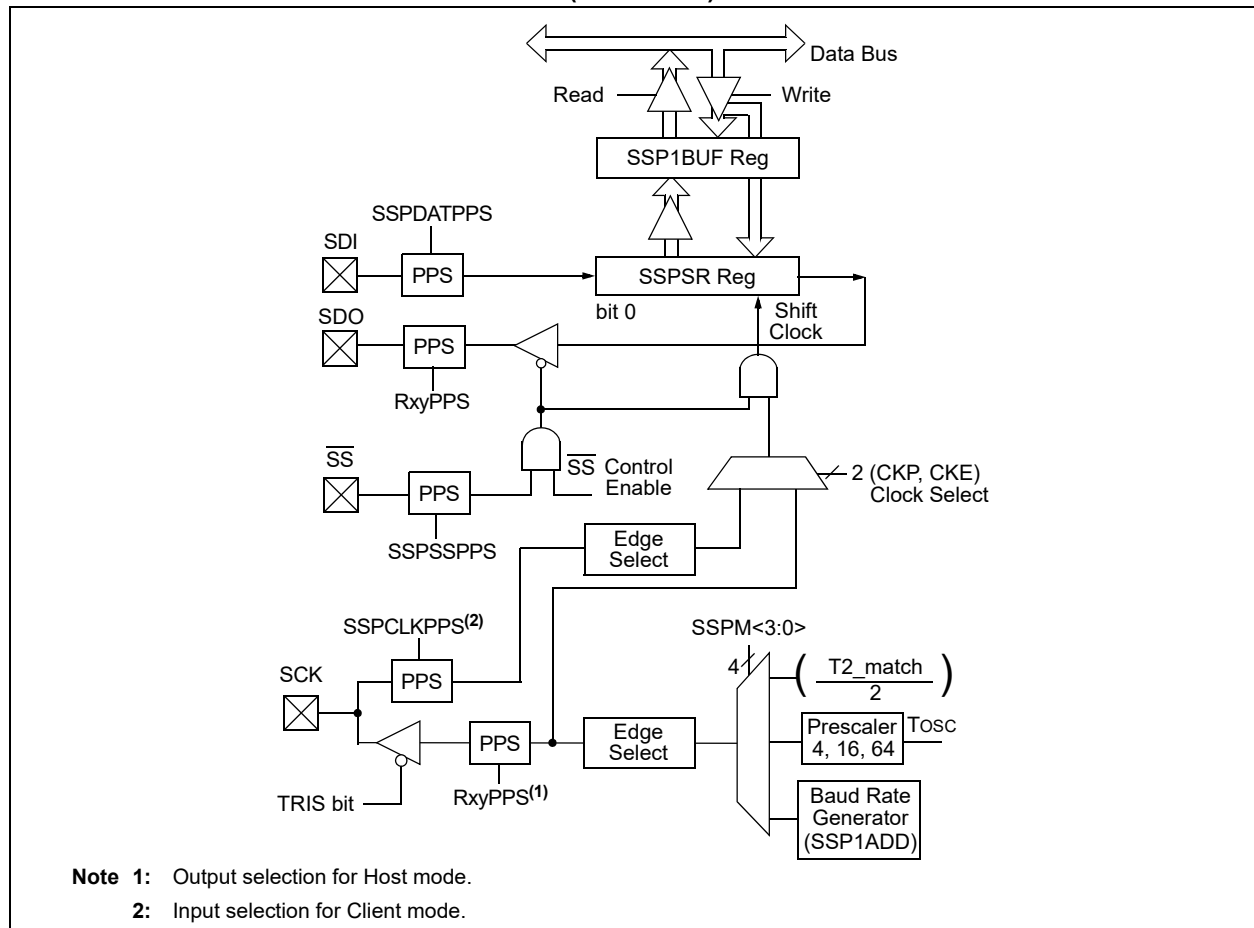 Data Bus
Read
Write
SSP1BUF Reg
SSPDATPPS
SDI
PPS
SSPSR Reg
bit 0
Shift
Clock
SDO
PPS
RxyPPS
SS
PPS
SSPSSPPS
SS Control
Enable
2 (CKP, CKE)
Clock Select
Edge
Select
SSPCLKPPS(2)
SCK
PPS
PPS
RxyPPS(1)
TRIS bit
Edge
Select
SSPM<3:0>
4
( T2_match )
2
Prescaler
4, 16, 64
TOSC
Baud Rate
Generator
(SSP1ADD)
Note 1: Output selection for Host mode.
2: Input selection for Client mode.